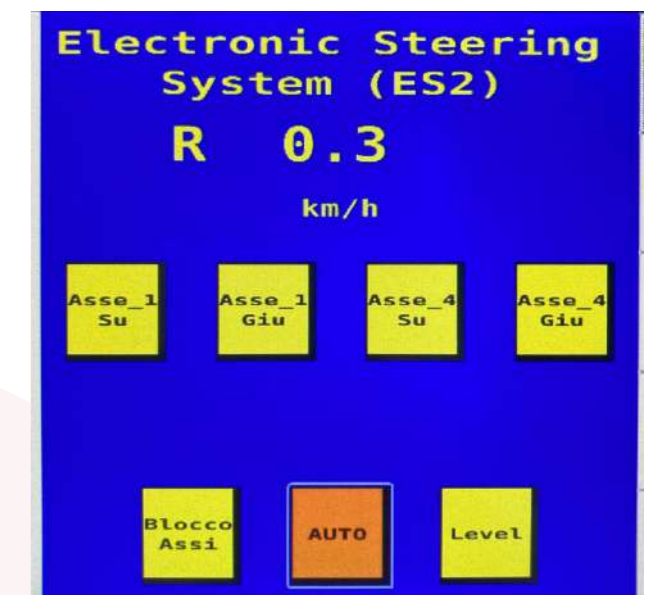 Electronic Steering
System (ES2)
R 0.3
km/h
Asse_1
Su
Asse_1
Giu
Asse_4
Su
Asse_4
Giu
Blocco
Assi
AUTO
Level